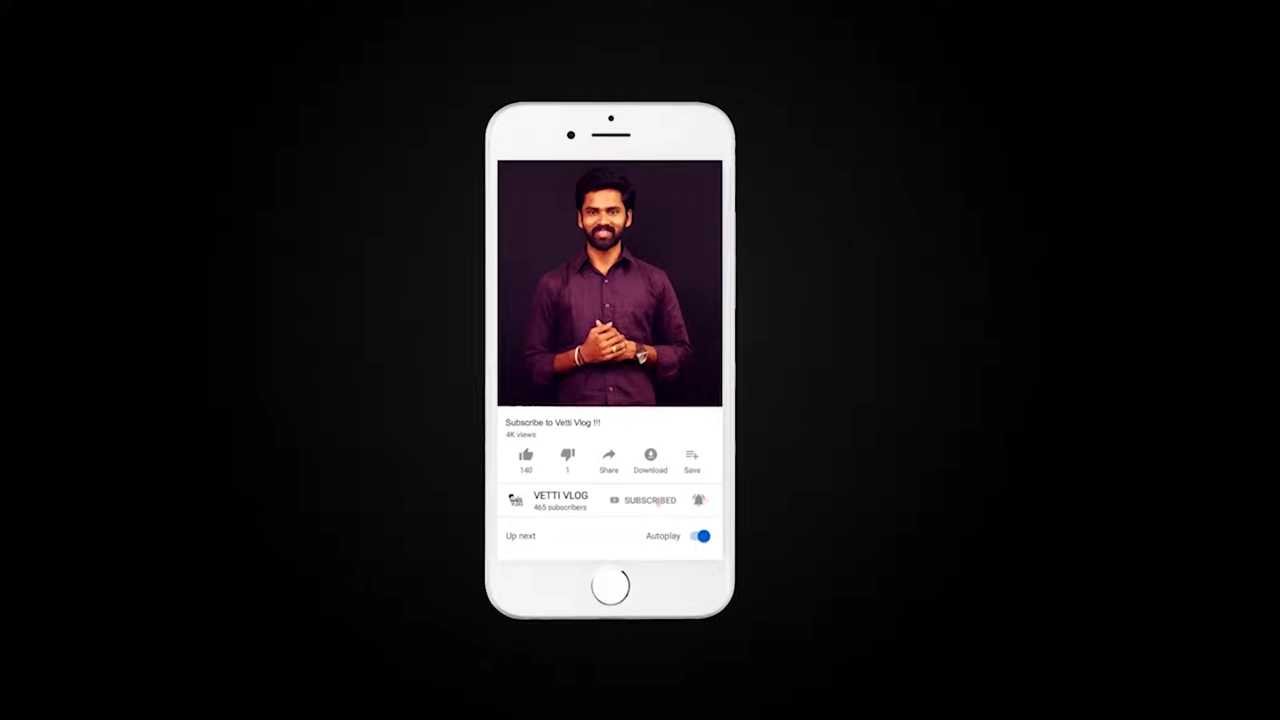 Subscribe to Vetti Vlog !!!
4K views
140 1 Share Download Save
VETTI VLOG SUBSCRIBED
465 subscribers
Up next Autoplay